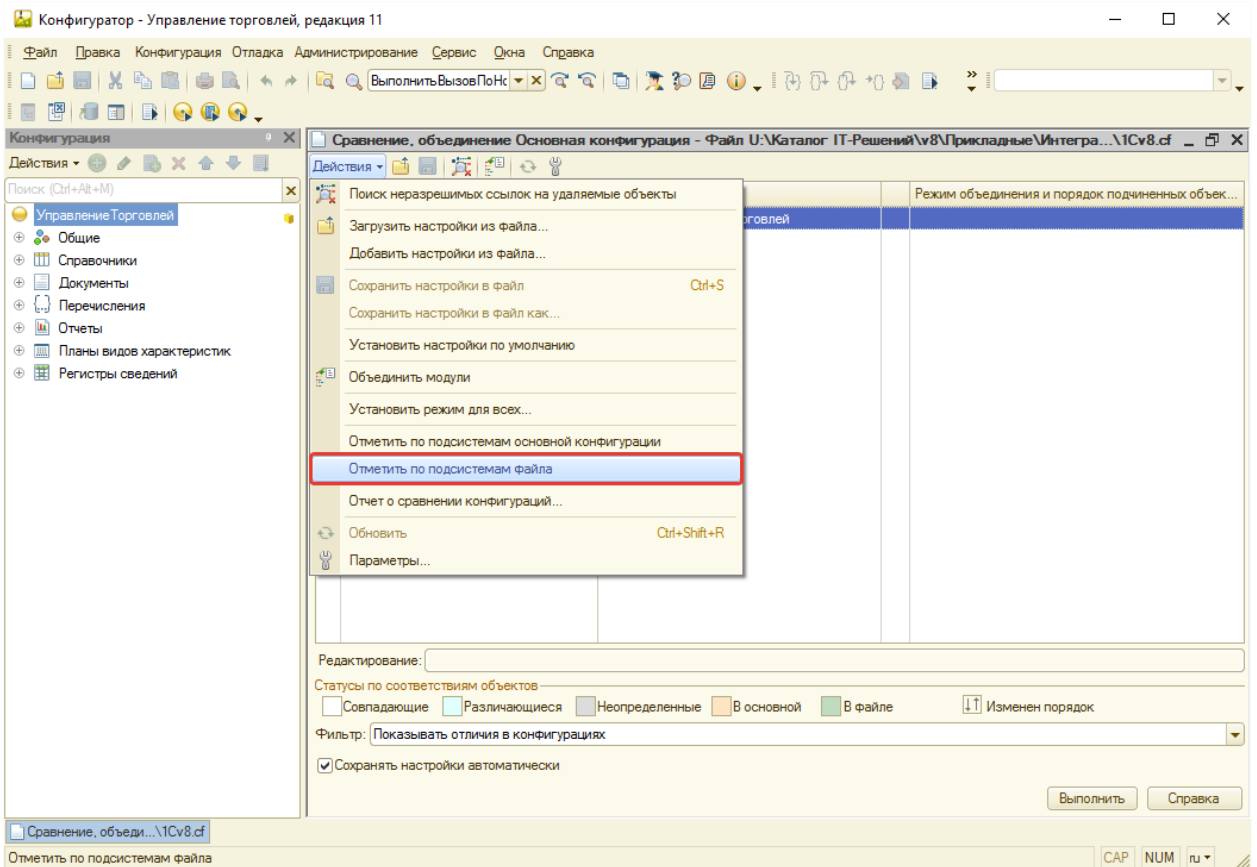 Конфигуратор - Управление торговлей, редакция 11
Файл Правка Конфигурация Отладка Администрирование Сервис Окна Справка
ВыполнитьВызовПоНс
Конфигурация
Действия
Поиск (Ctrl+Alt+M)
УправлениеТорговлей
Общие
Справочники
Документы
Перечисления
Отчеты
Планы видов характеристик
Регистры сведений
Сравнение, объединение Основная конфигурация - Файл U:\Каталог IT-Решений\v8\Прикладные\Интегра...\1Cv8.cf
Действия
Режим объединения и порядок подчиненных объек...
рговлей
Поиск неразрешимых ссылок на удаляемые объекты
Загрузить настройки из файла...
Добавить настройки из файла...
Сохранить настройки в файл Ctrl+S
Сохранить настройки в файл как...
Установить настройки по умолчанию
Объединить модули
Установить режим для всех...
Отметить по подсистемам основной конфигурации
Отметить по подсистемам файла
Отчет о сравнении конфигураций...
Обновить Ctrl+Shift+R
Параметры...
Редактирование:
Статусы по соответствиям объектов
Совпадающие Различающиеся Неопределенные В основной В файле Изменен порядок
Фильтр: Показывать отличия в конфигурациях
Сохранять настройки автоматически
Выполнить Справка
Сравнение, объеди...\1Cv8.cf
Отметить по подсистемам файла CAP NUM ru